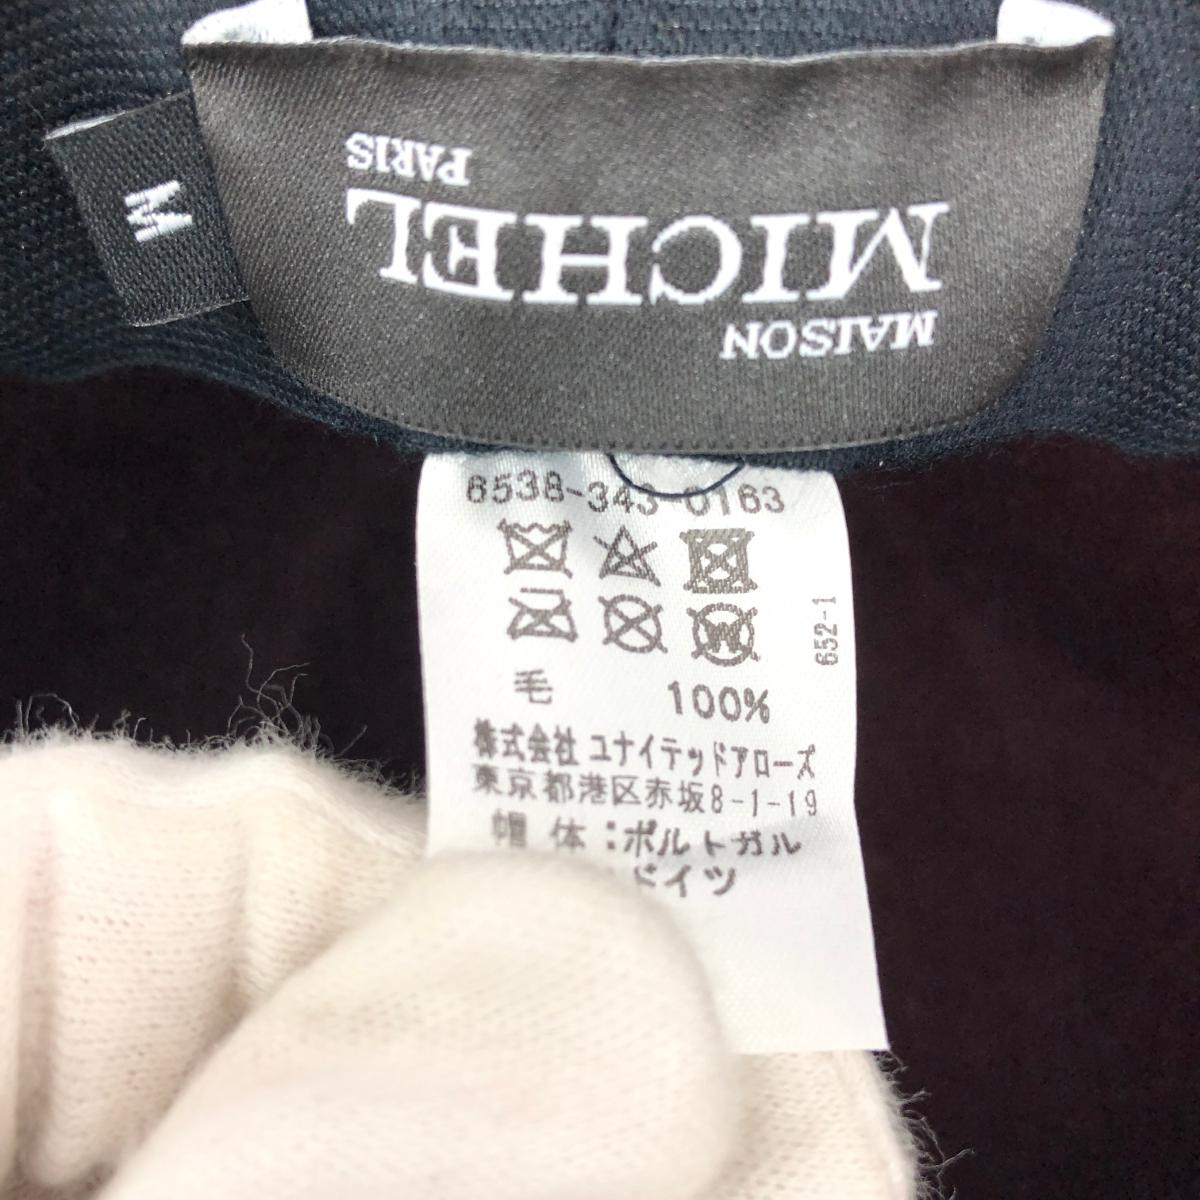 MAISON
MICHEL
PARIS
M
6538-343-0163
652-1
毛 100%
株式会社 ユナイテッドアローズ
東京都港区赤坂8-1-19
帽 体:ポルトガル
ドイツ